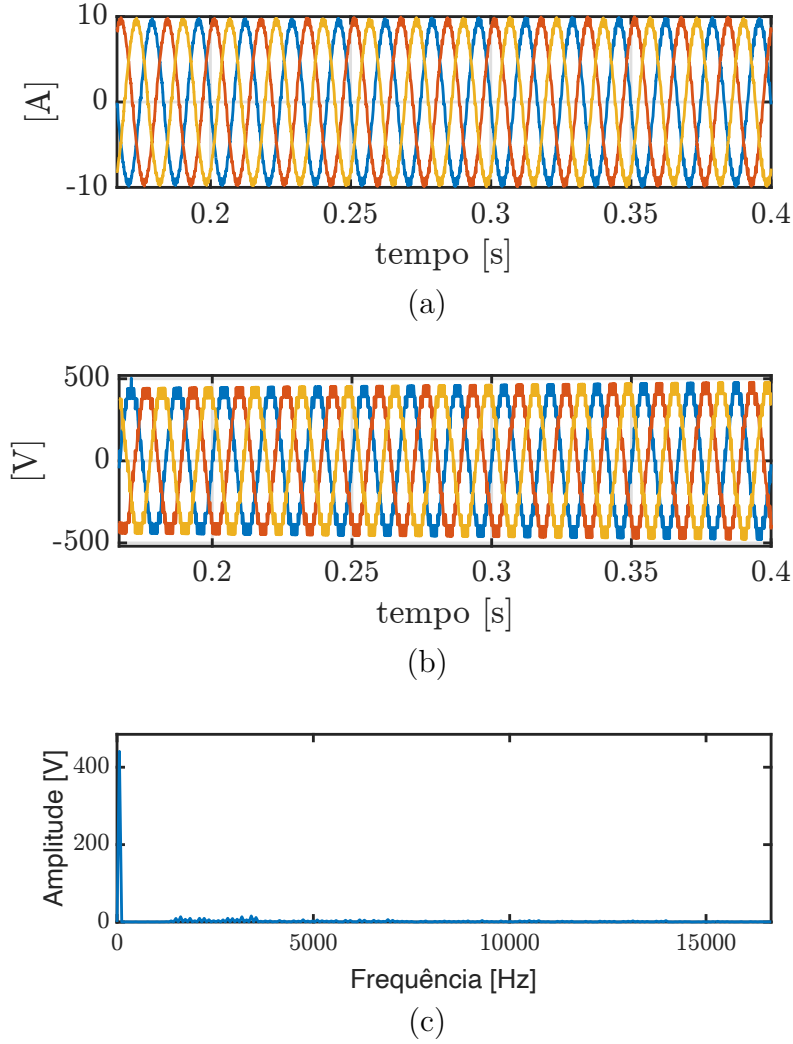 10
0
-10
[A]
0.2 0.25 0.3 0.35 0.4
tempo [s]
(a)
500
0
-500
[V]
0.2 0.25 0.3 0.35 0.4
tempo [s]
(b)
400
200
0
Amplitude [V]
0 5000 10000 15000
Frequência [Hz]
(c)